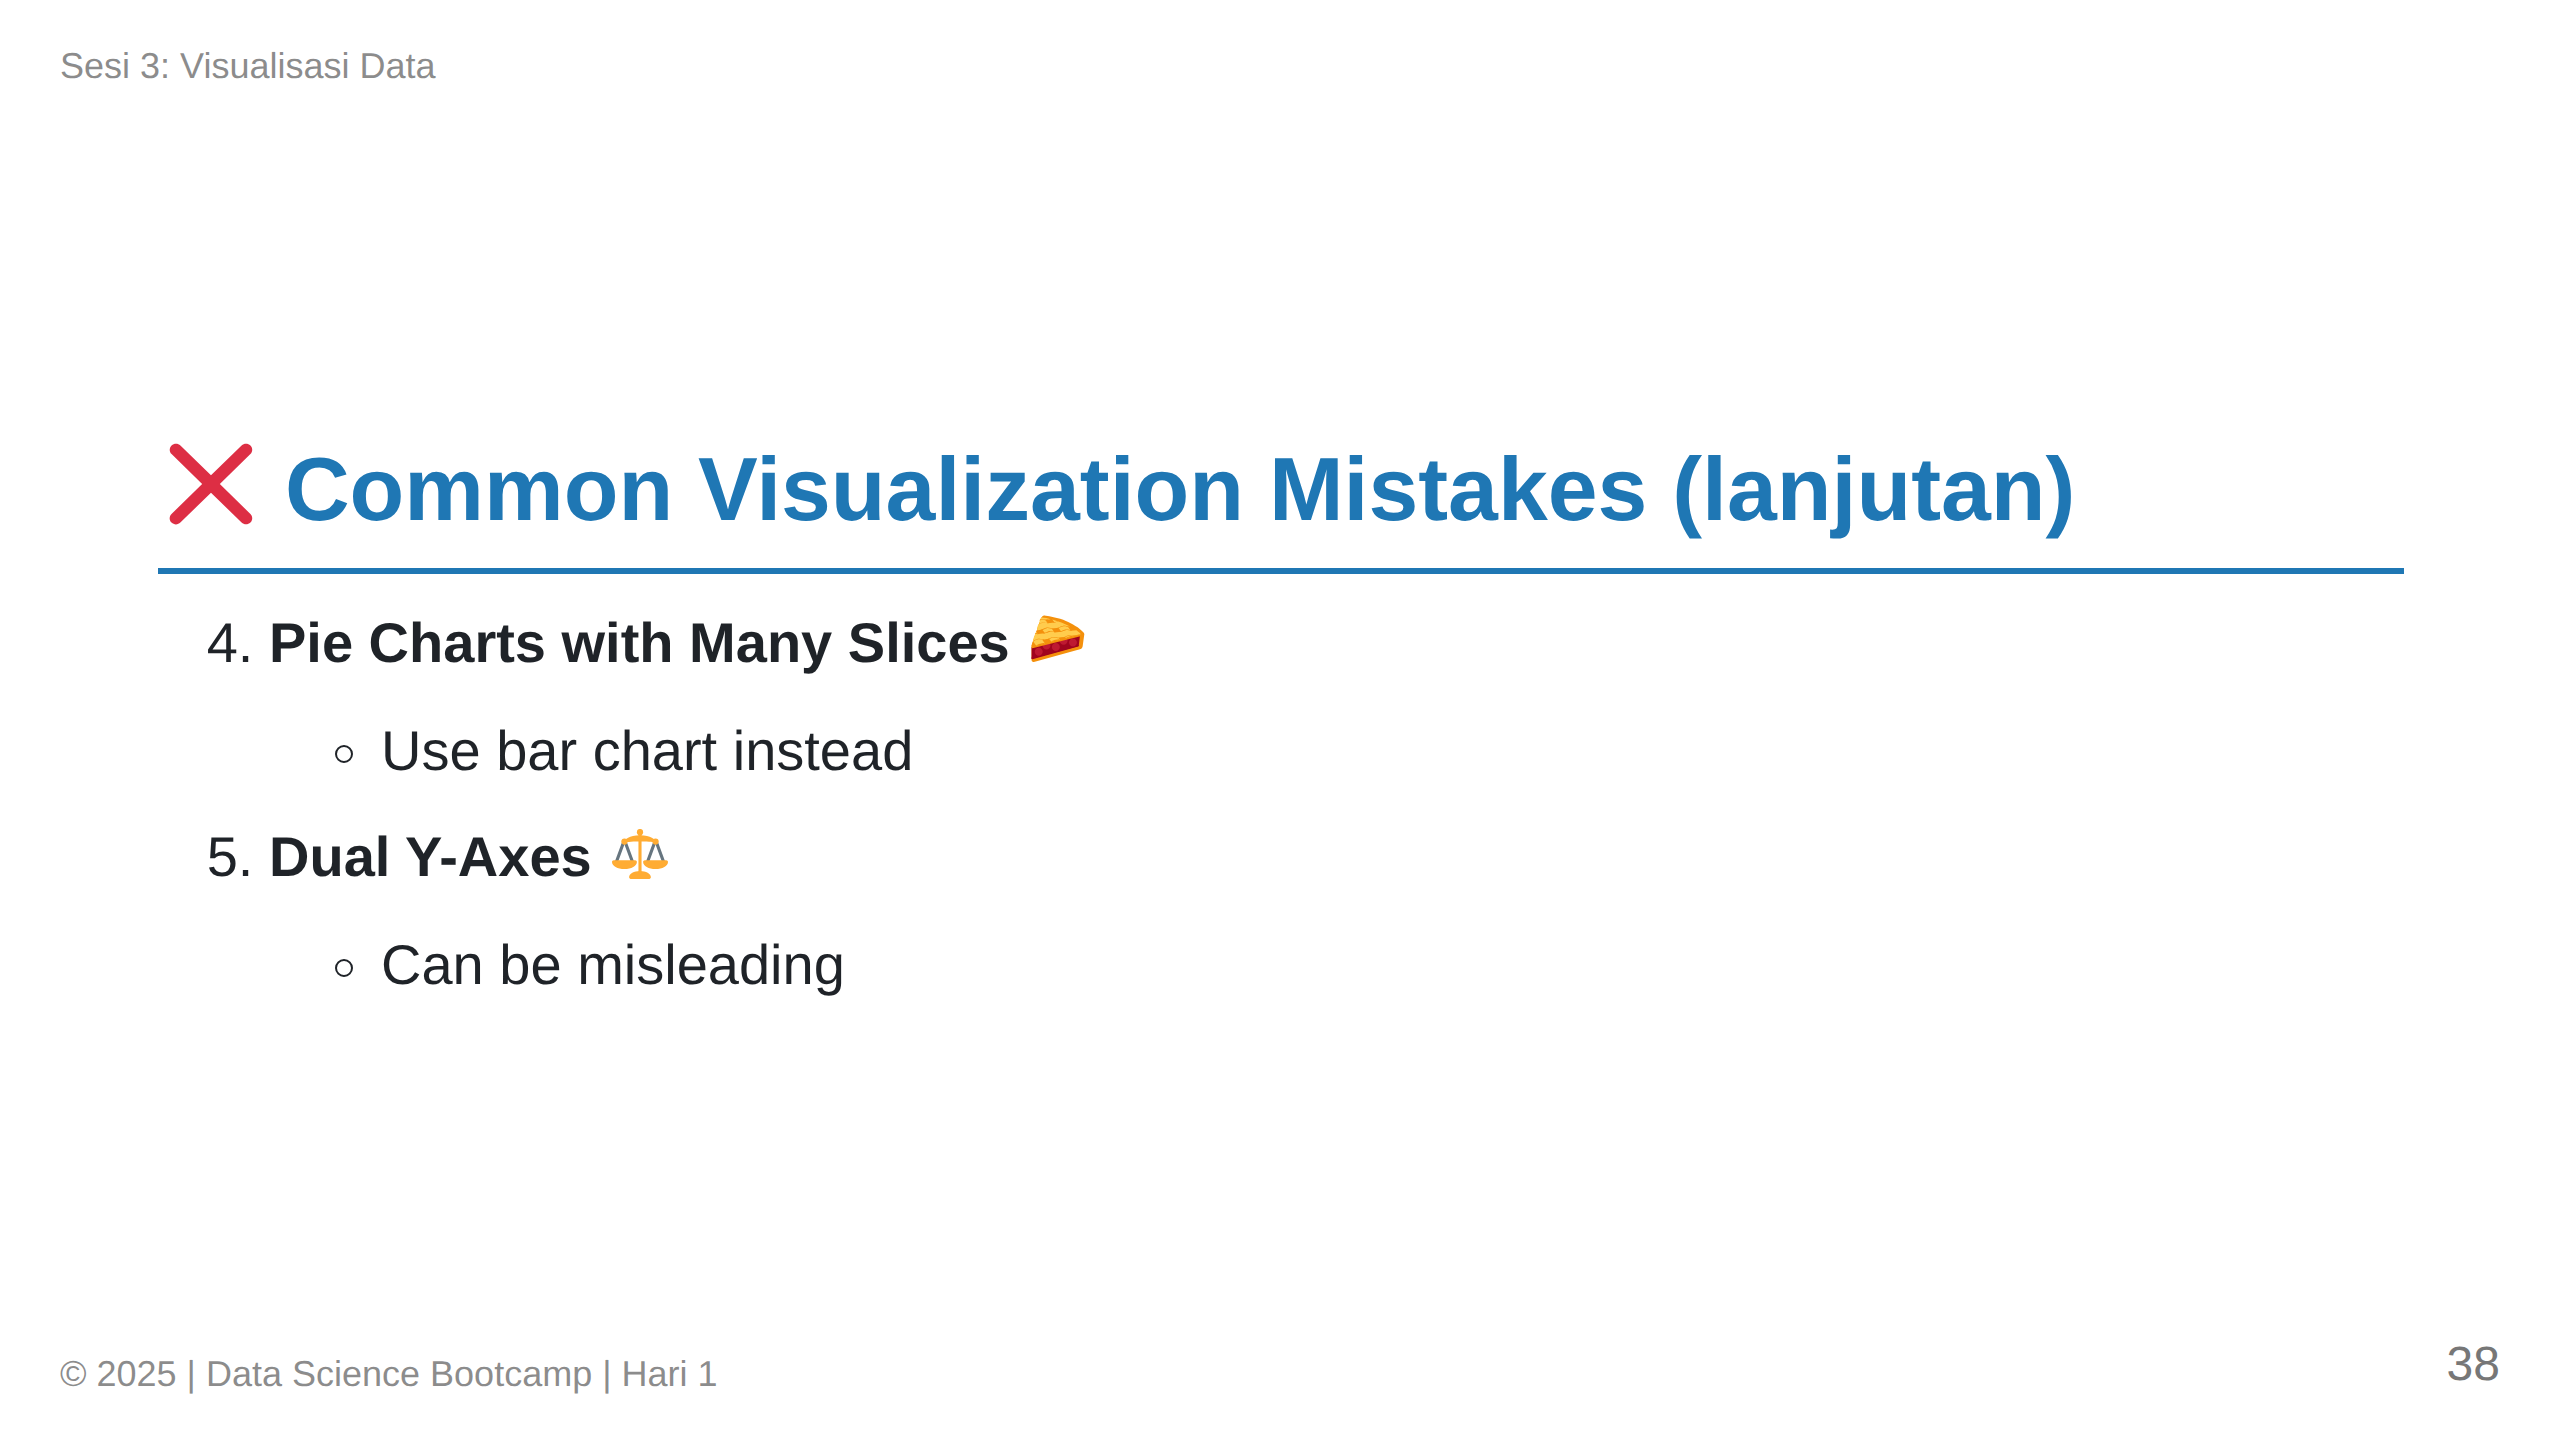 Sesi 3: Visualisasi Data
❌ Common Visualization Mistakes (lanjutan)
4. Pie Charts with Many Slices 🥧
○ Use bar chart instead
5. Dual Y-Axes ⚖️
○ Can be misleading
© 2025 | Data Science Bootcamp | Hari 1
38